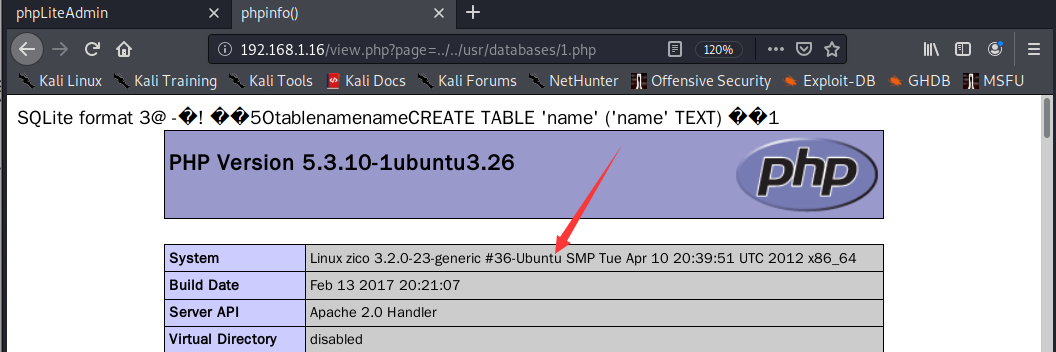 phpLiteAdmin
phpinfo()
192.168.1.16/view.php?page=../../usr/databases/1.php
120%
Kali Linux Kali Training Kali Tools Kali Docs Kali Forums NetHunter Offensive Security Exploit-DB GHDB MSFU
SQLite format 3@ -�! ��5OtablenamenameCREATE TABLE 'name' ('name' TEXT) ��1
PHP Version 5.3.10-1ubuntu3.26
php
System Linux zico 3.2.0-23-generic #36-Ubuntu SMP Tue Apr 10 20:39:51 UTC 2012 x86_64
Build Date Feb 13 2017 20:21:07
Server API Apache 2.0 Handler
Virtual Directory disabled